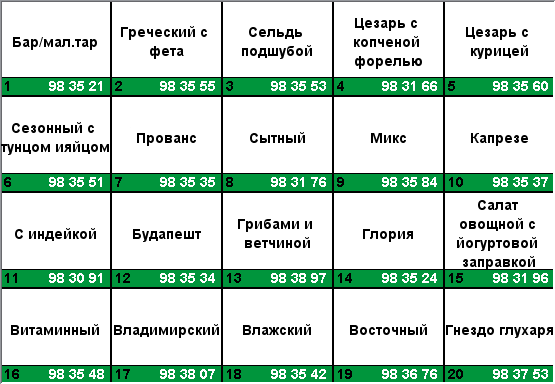 Бар/мал.тар
1 98 35 21
Греческий с
фета
2 98 35 55
Сельдь
подшубой
3 98 35 53
Цезарь с
копченой
форелью
4 98 31 66
Цезарь с
курицей
5 98 35 60
Сезонный с
тунцом ияйцом
6 98 35 51
Прованс
7 98 35 35
Сытный
8 98 31 76
Микс
9 98 35 84
Капрезе
10 98 35 37
С индейкой
11 98 30 91
Будапешт
12 98 35 34
Грибами и
ветчиной
13 98 38 97
Глория
14 98 35 24
Салат
овощной с
йогуртовой
заправкой
15 98 31 96
Витаминный
16 98 35 48
Владимирский
17 98 38 07
Влажский
18 98 35 42
Восточный
19 98 36 76
Гнездо глухаря
20 98 37 53